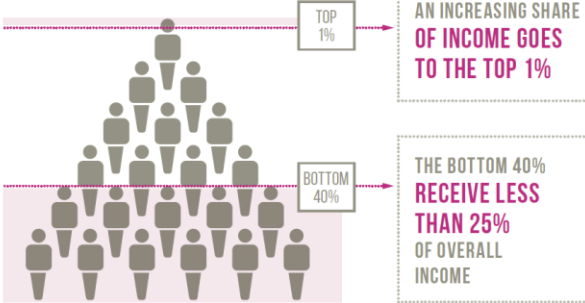 TOP
1%
AN INCREASING SHARE
OF INCOME GOES
TO THE TOP 1%
BOTTOM
40%
THE BOTTOM 40%
RECEIVE LESS
THAN 25%
OF OVERALL
INCOME